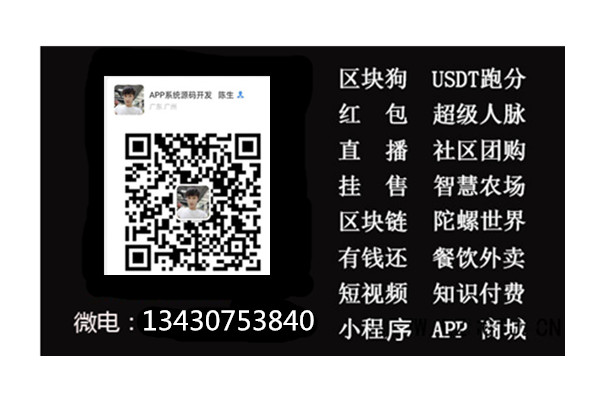 APP系统源码开发 陈生
广东 广州
微电：13430753840
区块狗 USDT跑分
红 包 超级人脉
直 播 社区团购
挂 售 智慧农场
区块链 陀螺世界
有钱还 餐饮外卖
短视频 知识付费
小程序 APP 商城